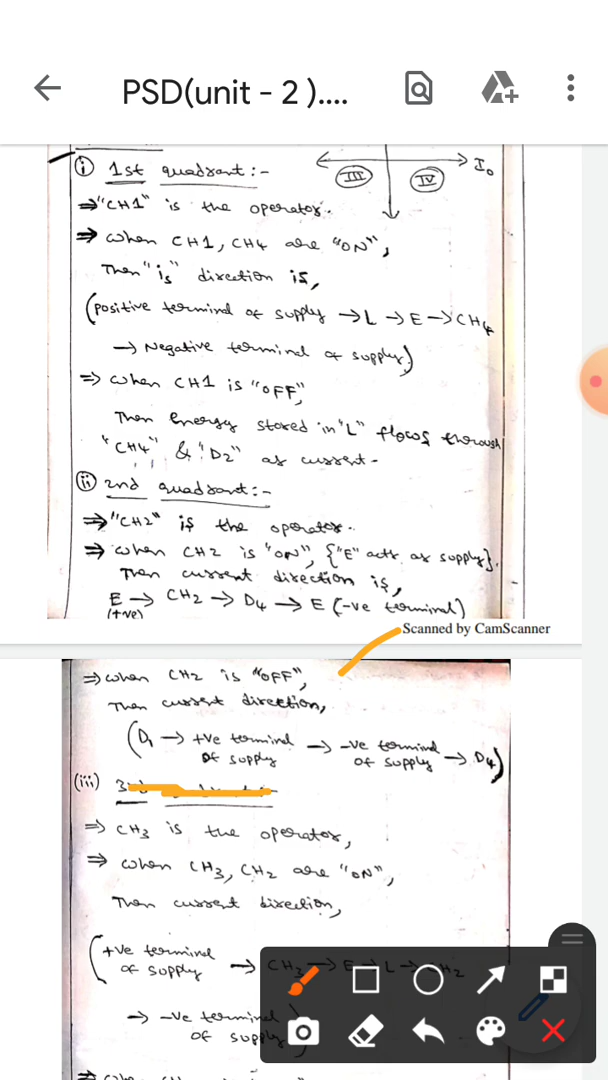 PSD(unit - 2 )....
III IV I₀
(i) 1st quadrant :-
⇒ "CH1" is the operator.
⇒ when CH1, CH4 are "ON",
Then "is" direction is,
(positive terminal of supply → L → E → CH4
→ Negative terminal of supply)
⇒ when CH1 is "OFF",
Then Energy stored in "L" flows through
"CH4" & "D2" as current-
(ii) 2nd quadrant :-
⇒ "CH2" is the operator.
⇒ when CH2 is "ON", {"E" acts as supply}.
Then current direction is,
E → CH2 → D4 → E (-ve terminal)
(+ve)
Scanned by CamScanner
⇒ when CH2 is "OFF",
Then current direction,
(D1 → +ve terminal of supply → -ve terminal of supply → D4)
(iii)
⇒ CH3 is the operator,
⇒ when CH3, CH2 are "ON",
Then current direction,
(+ve terminal of supply → CH3 → E → L → CH2
→ -ve terminal of supply)